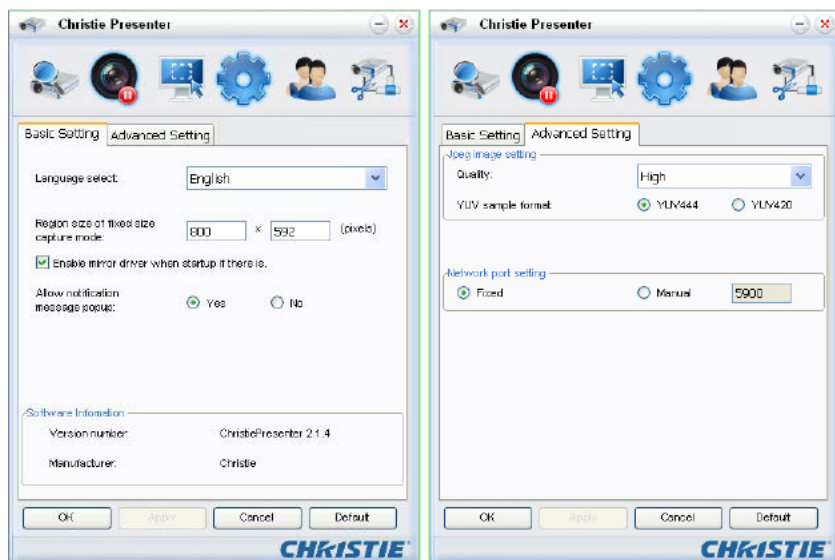 Christie Presenter
Basic Setting Advanced Setting
Language select: English
Region size of fixed size
capture mode: 800 x 592 (pixels)
Enable mirror driver when startup if there is.
Allow notification
message popup: Yes No
Software Infomation
Version number: ChristiePresenter 2.1.4
Manufacturer: Christie
OK Apply Cancel Default
CHRISTIE
Christie Presenter
Basic Setting Advanced Setting
Jpeg image setting
Quality: High
YUV sample format: YUV444 YUV420
Network port setting
Fixed Manual 5900
OK Apply Cancel Default
CHRISTIE